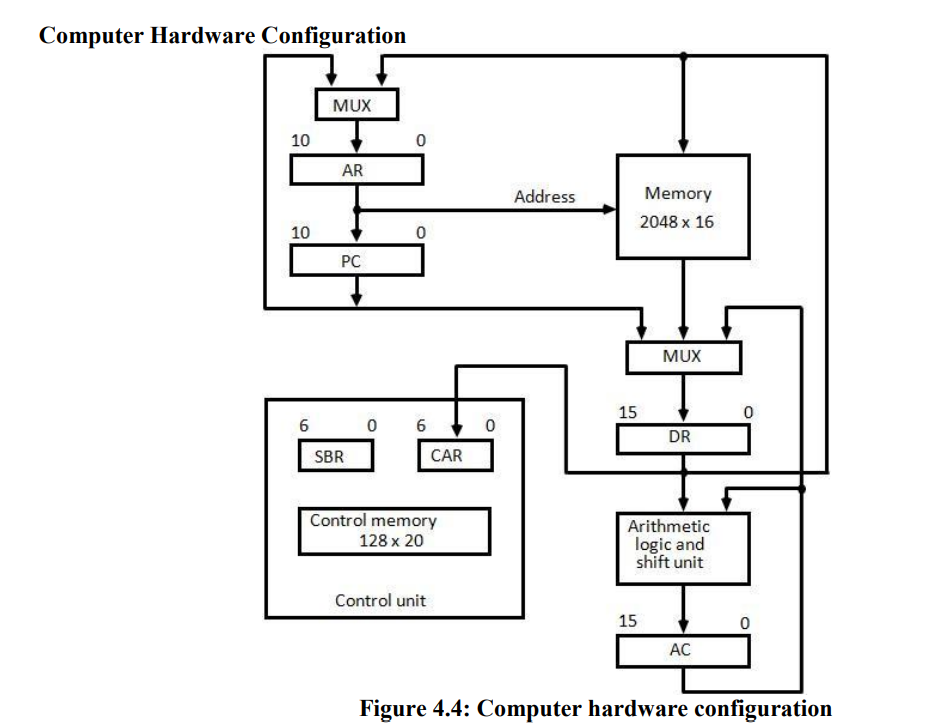 Computer Hardware Configuration
MUX
10 0
AR
Address
Memory
2048 x 16
10 0
PC
MUX
15 0
DR
6 0 6 0
SBR CAR
Control memory
128 x 20
Control unit
Arithmetic
logic and
shift unit
15 0
AC
Figure 4.4: Computer hardware configuration